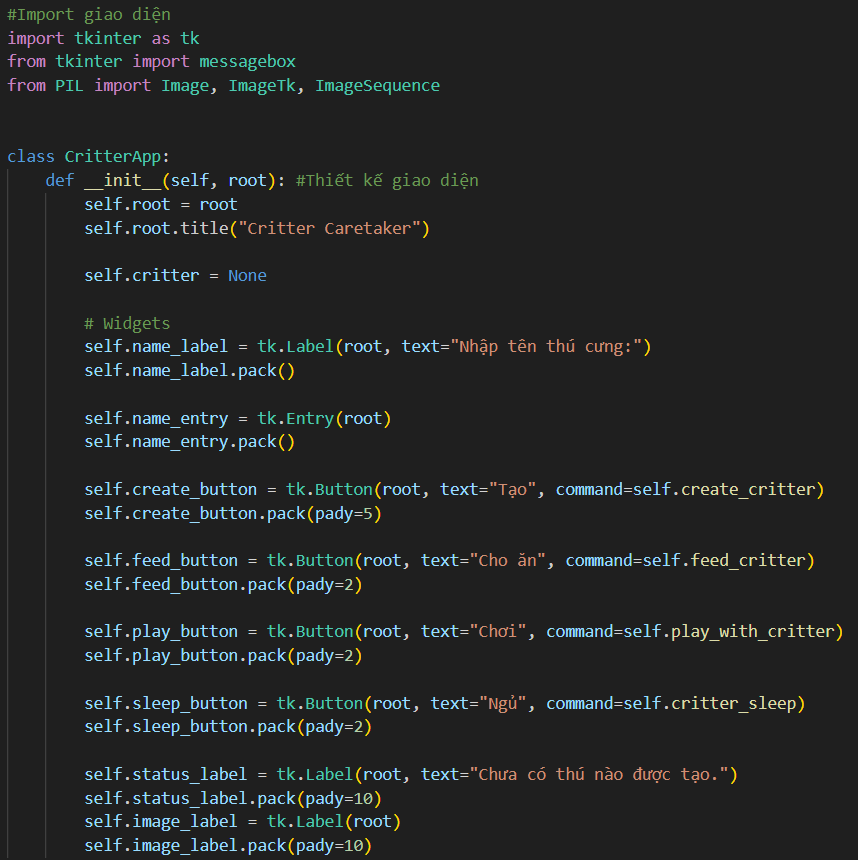 #Import giao diện
import tkinter as tk
from tkinter import messagebox
from PIL import Image, ImageTk, ImageSequence
class CritterApp:
def __init__(self, root): #Thiết kế giao diện
self.root = root
self.root.title("Critter Caretaker")
self.critter = None
# Widgets
self.name_label = tk.Label(root, text="Nhập tên thú cưng:")
self.name_label.pack()
self.name_entry = tk.Entry(root)
self.name_entry.pack()
self.create_button = tk.Button(root, text="Tạo", command=self.create_critter)
self.create_button.pack(pady=5)
self.feed_button = tk.Button(root, text="Cho ăn", command=self.feed_critter)
self.feed_button.pack(pady=2)
self.play_button = tk.Button(root, text="Chơi", command=self.play_with_critter)
self.play_button.pack(pady=2)
self.sleep_button = tk.Button(root, text="Ngủ", command=self.critter_sleep)
self.sleep_button.pack(pady=2)
self.status_label = tk.Label(root, text="Chưa có thú nào được tạo.")
self.status_label.pack(pady=10)
self.image_label = tk.Label(root)
self.image_label.pack(pady=10)